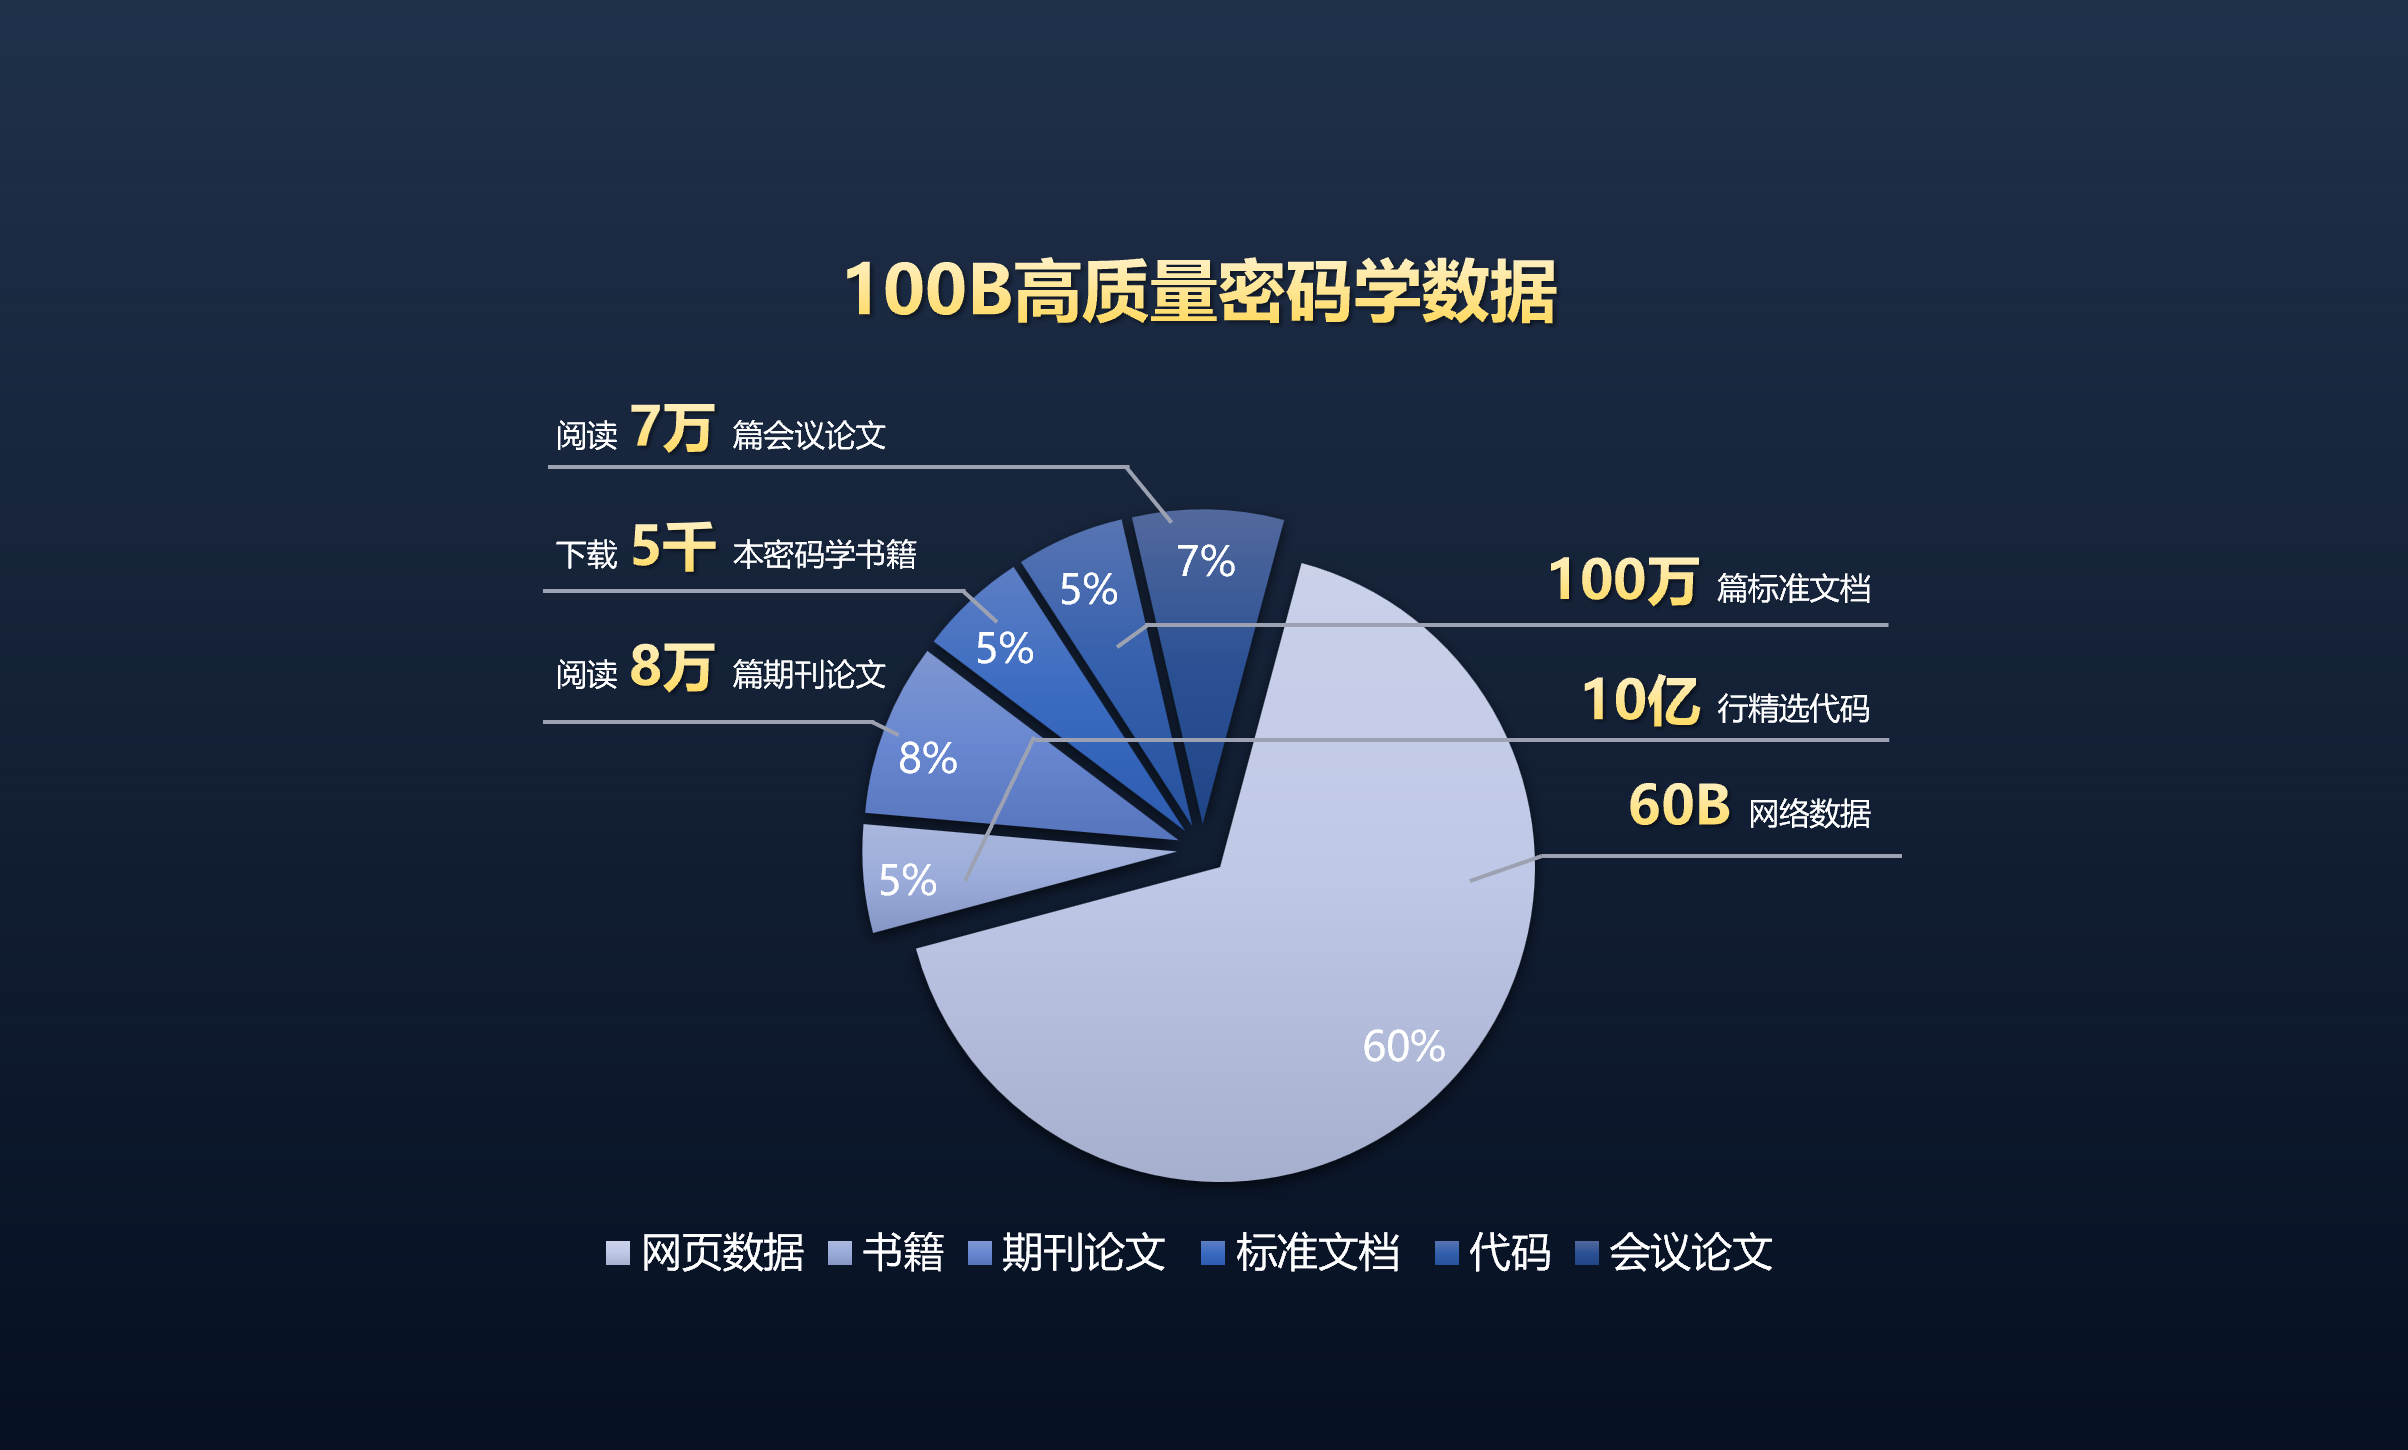 100B高质量密码学数据
阅读 7万 篇会议论文
下载 5千 本密码学书籍
阅读 8万 篇期刊论文
100万 篇标准文档
10亿 行精选代码
60B 网络数据
7%
5%
5%
8%
5%
60%
网页数据 书籍 期刊论文 标准文档 代码 会议论文